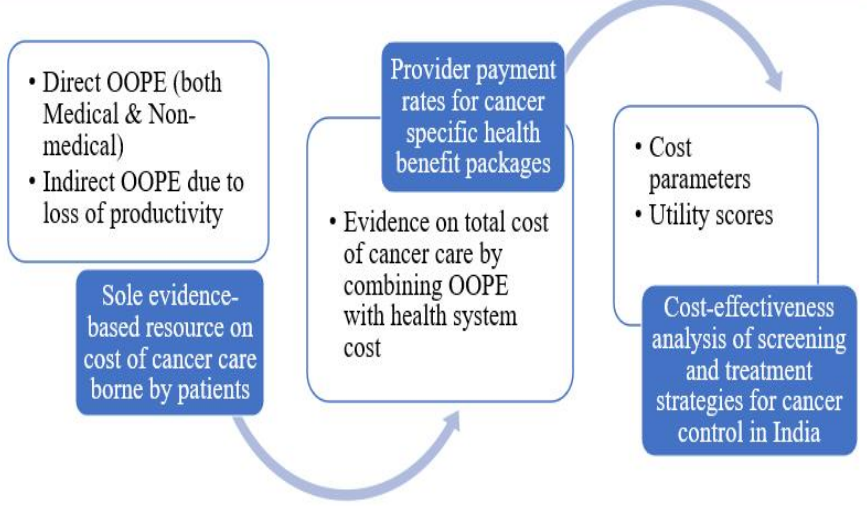 • Direct OOPE (both
Medical & Non-
medical)
• Indirect OOPE due to
loss of productivity
Sole evidence-
based resource on
cost of cancer care
borne by patients
Provider payment
rates for cancer
specific health
benefit packages
• Evidence on total cost
of cancer care by
combining OOPE
with health system
cost
• Cost
parameters
• Utility scores
Cost-effectiveness
analysis of screening
and treatment
strategies for cancer
control in India